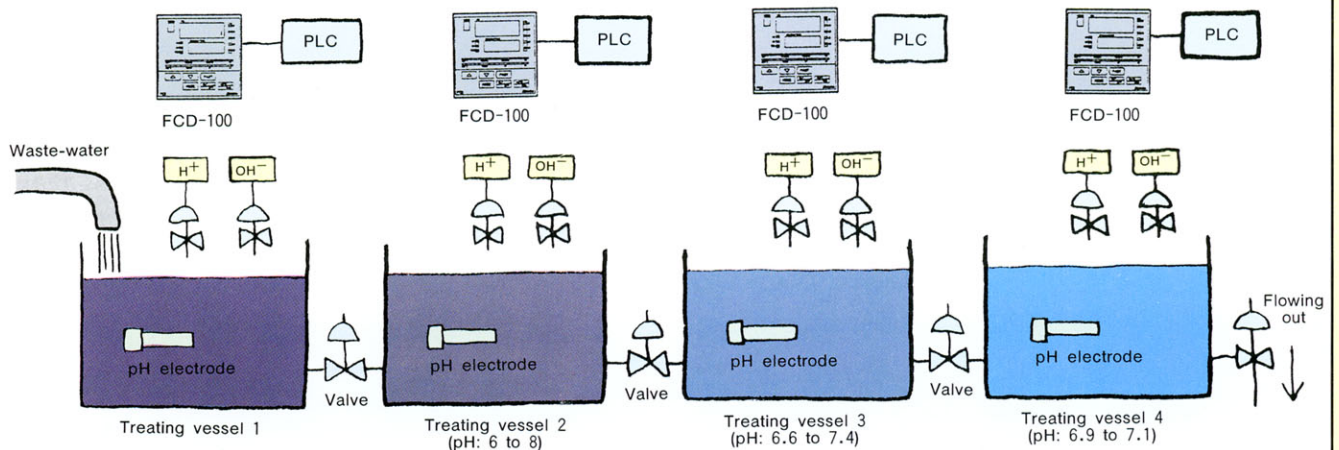 PLC
PLC
PLC
PLC
FCD-100
FCD-100
FCD-100
FCD-100
Waste-water
H+
OH−
H+
OH−
H+
OH−
H+
OH−
Flowing
out
pH electrode
pH electrode
pH electrode
pH electrode
Valve
Valve
Valve
Treating vessel 1
Treating vessel 2
(pH: 6 to 8)
Treating vessel 3
(pH: 6.6 to 7.4)
Treating vessel 4
(pH: 6.9 to 7.1)